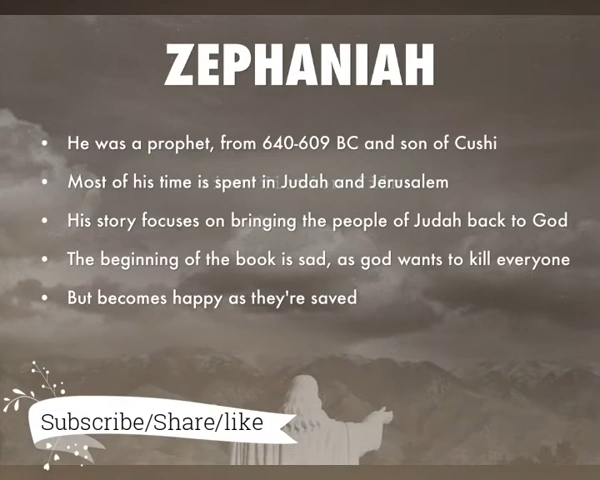 ZEPHANIAH
• He was a prophet, from 640-609 BC and son of Cushi
• Most of his time is spent in Judah and Jerusalem
• His story focuses on bringing the people of Judah back to God
• The beginning of the book is sad, as god wants to kill everyone
• But becomes happy as they're saved
Subscribe/Share/like